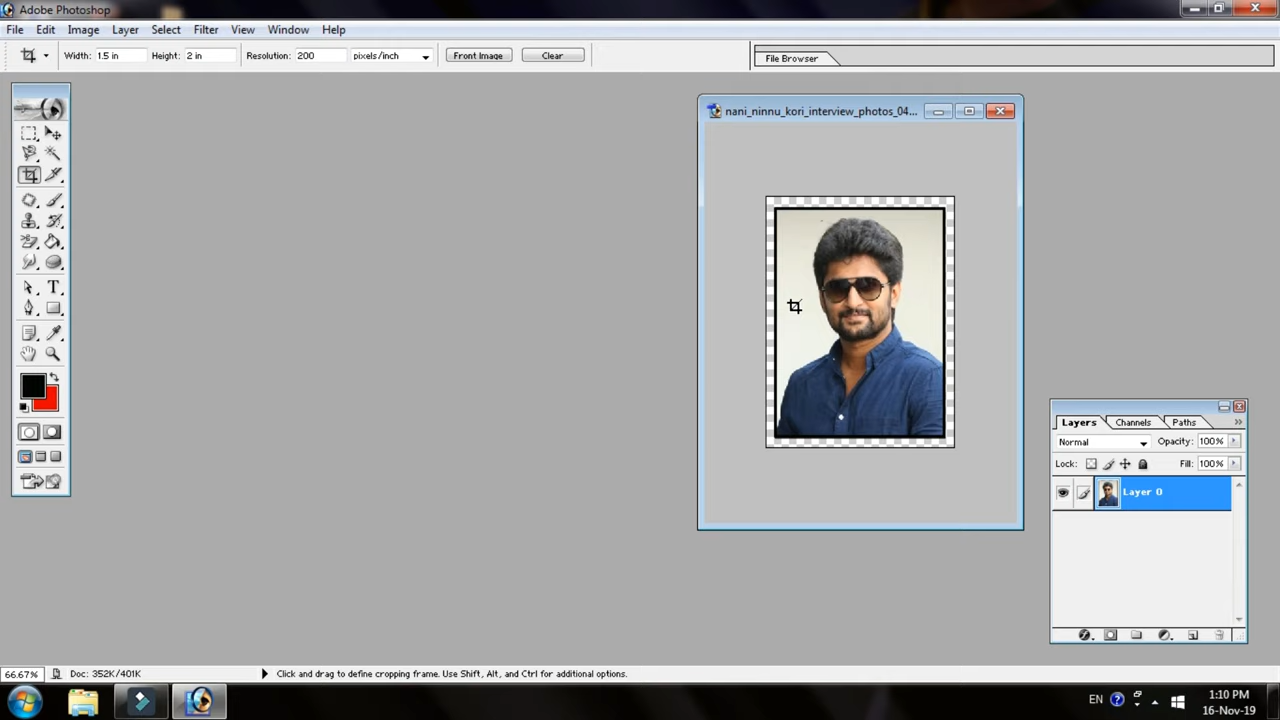 Adobe Photoshop
File Edit Image Layer Select Filter View Window Help
Width: 1.5 in Height: 2 in Resolution: 200 pixels/inch Front Image Clear
File Browser
nani_ninnu_kori_interview_photos_04...
Layers Channels Paths
Normal Opacity: 100%
Lock: Fill: 100%
Layer 0
66.67% Doc: 352K/401K Click and drag to define cropping frame. Use Shift, Alt, and Ctrl for additional options.
EN 1:10 PM
16-Nov-19